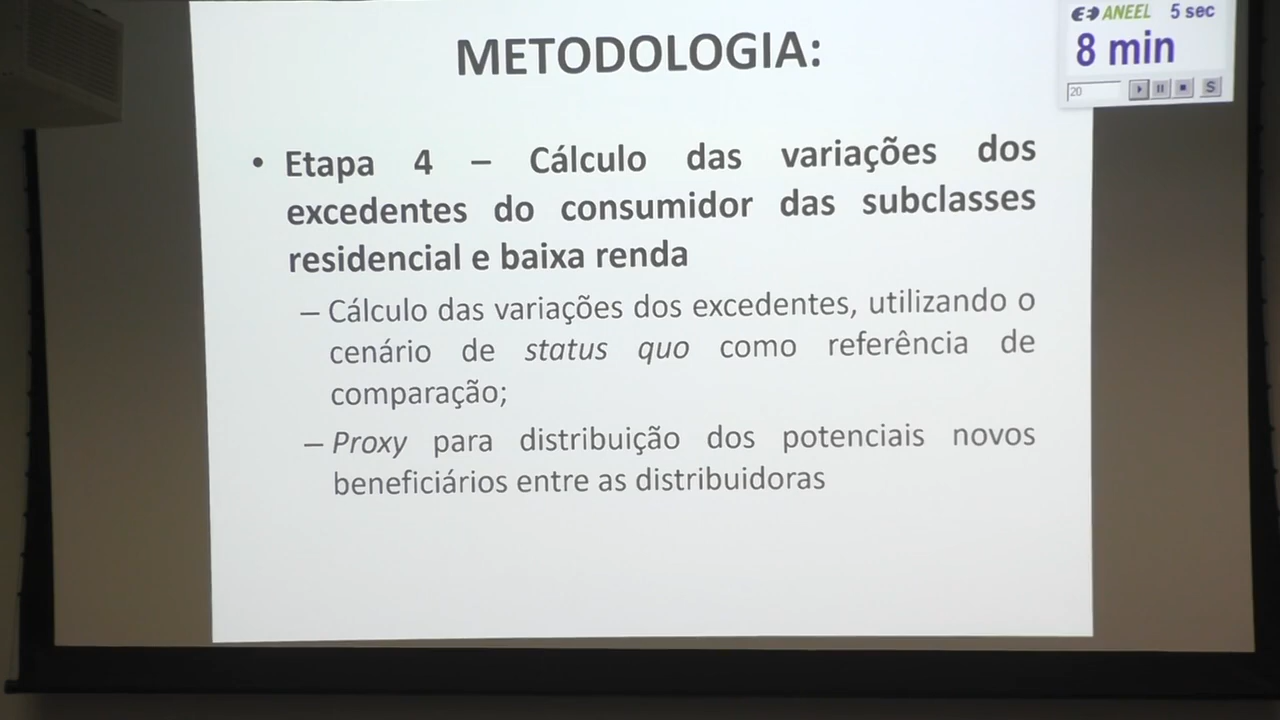 METODOLOGIA:
ANEEL 5 sec
8 min
20
S
• Etapa 4 – Cálculo das variações dos
excedentes do consumidor das subclasses
residencial e baixa renda
– Cálculo das variações dos excedentes, utilizando o
cenário de status quo como referência de
comparação;
– Proxy para distribuição dos potenciais novos
beneficiários entre as distribuidoras